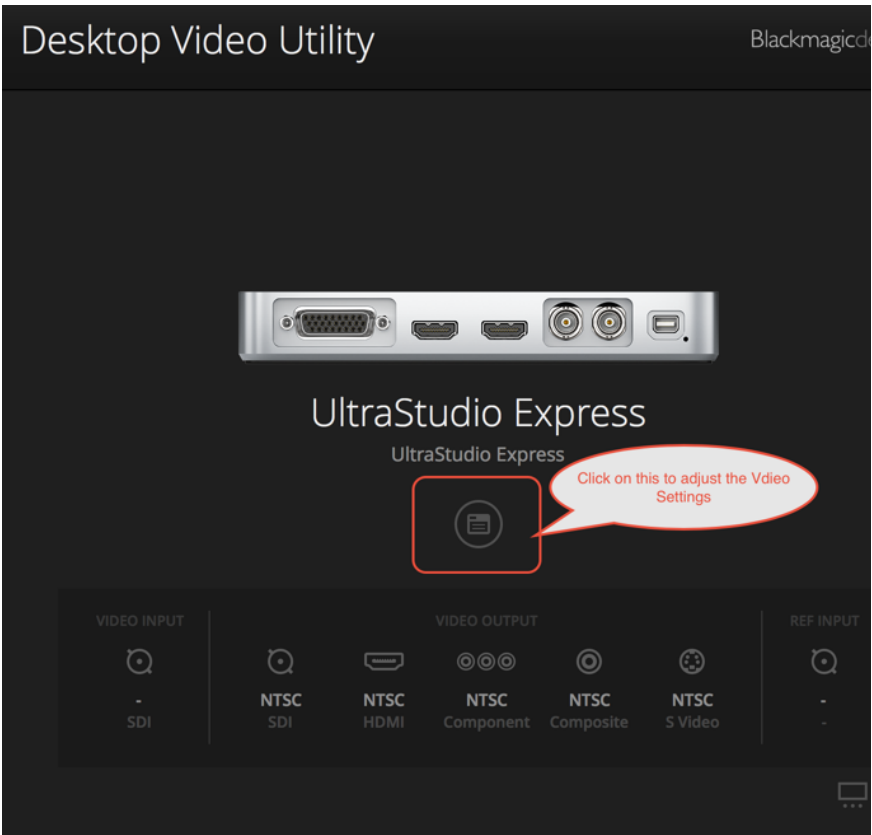 Desktop Video Utility
Blackmagicde
UltraStudio Express
UltraStudio Express
Click on this to adjust the Vdieo
Settings
VIDEO INPUT
VIDEO OUTPUT
REF INPUT
- NTSC NTSC NTSC NTSC NTSC -
SDI SDI HDMI Component Composite S Video -